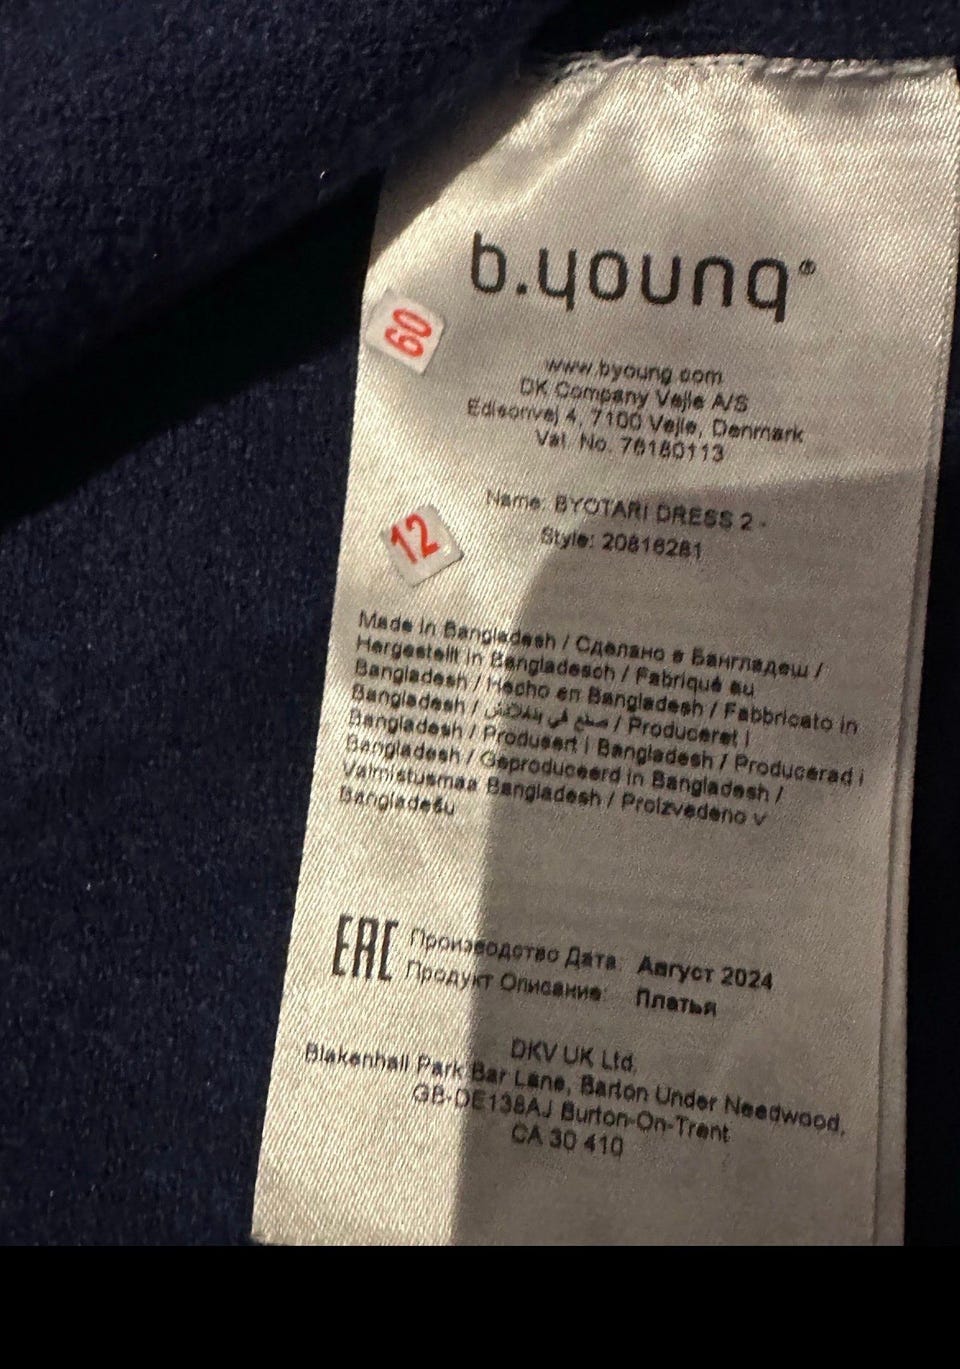 b.young®
60
www.byoung.com
DK Company Vejle A/S
Edisonvej 4, 7100 Vejle, Denmark
Vat. No. 76180113
Name: BYOTARI DRESS 2 -
12
Style: 20816281
Made in Bangladesh / Сделано в Бангладеш /
Hergestellt in Bangladesch / Fabriqué au
Bangladesh / Hecho en Bangladesh / Fabbricato in
Bangladesh / صنع في بنغلادش / Produceret i
Bangladesh / Produsert i Bangladesh / Producerad i
Bangladesh / Geproduceerd in Bangladesh /
Valmistusmaa Bangladesh / Proizvedeno v
Bangladešu
EAC Производство Дата: Август 2024
Продукт Описание: Платья
DKV UK Ltd.
Blakenhall Park Bar Lane, Barton Under Needwood,
GB-DE138AJ Burton-On-Trent
CA 30 410